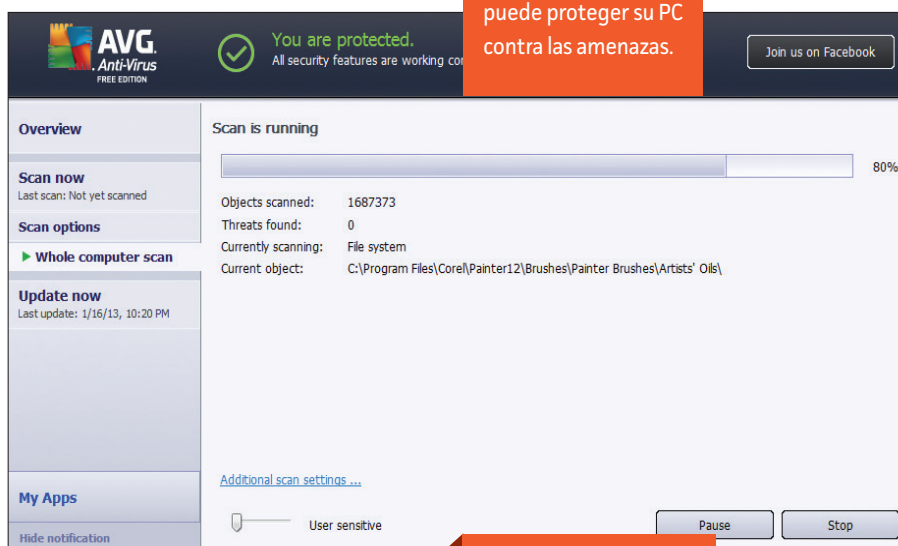 puede proteger su PC
contra las amenazas.
AVG.
Anti-Virus
FREE EDITION
You are protected.
All security features are working
Join us on Facebook
Overview
Scan now
Last scan: Not yet scanned
Scan options
Whole computer scan
Update now
Last update: 1/16/13, 10:20 PM
My Apps
Hide notification
Scan is running
80%
Objects scanned: 1687373
Threats found: 0
Currently scanning: File system
Current object: C:\Program Files\Corel\Painter12\Brushes\Painter Brushes\Artists' Oils\
Additional scan settings ...
User sensitive
Pause
Stop